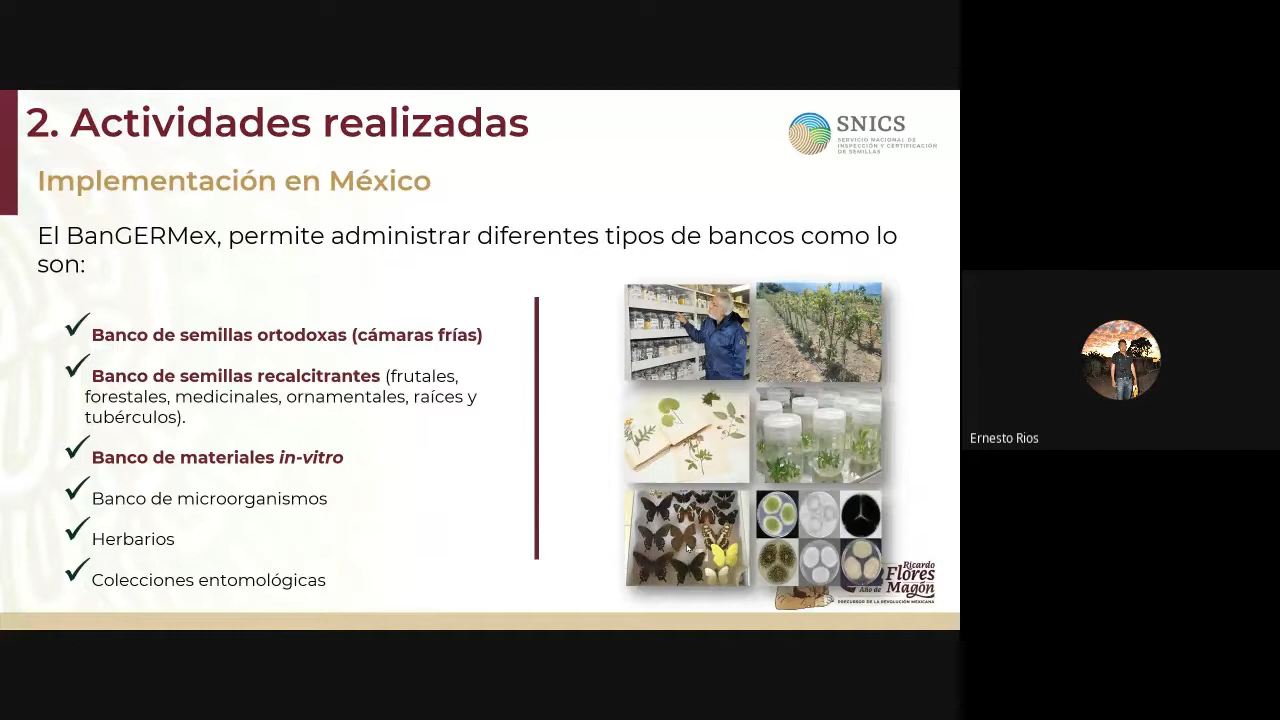 2. Actividades realizadas
SNICS
SERVICIO NACIONAL DE
INSPECCIÓN Y CERTIFICACIÓN
DE SEMILLAS
Implementación en México
El BanGERMex, permite administrar diferentes tipos de bancos como lo
son:
✓Banco de semillas ortodoxas (cámaras frías)
✓Banco de semillas recalcitrantes (frutales,
forestales, medicinales, ornamentales, raíces y
tubérculos).
✓Banco de materiales in-vitro
✓Banco de microorganismos
✓Herbarios
✓Colecciones entomológicas
Ricardo
Flores
Año de Magón
PRECURSOR DE LA REVOLUCIÓN MEXICANA
Ernesto Rios